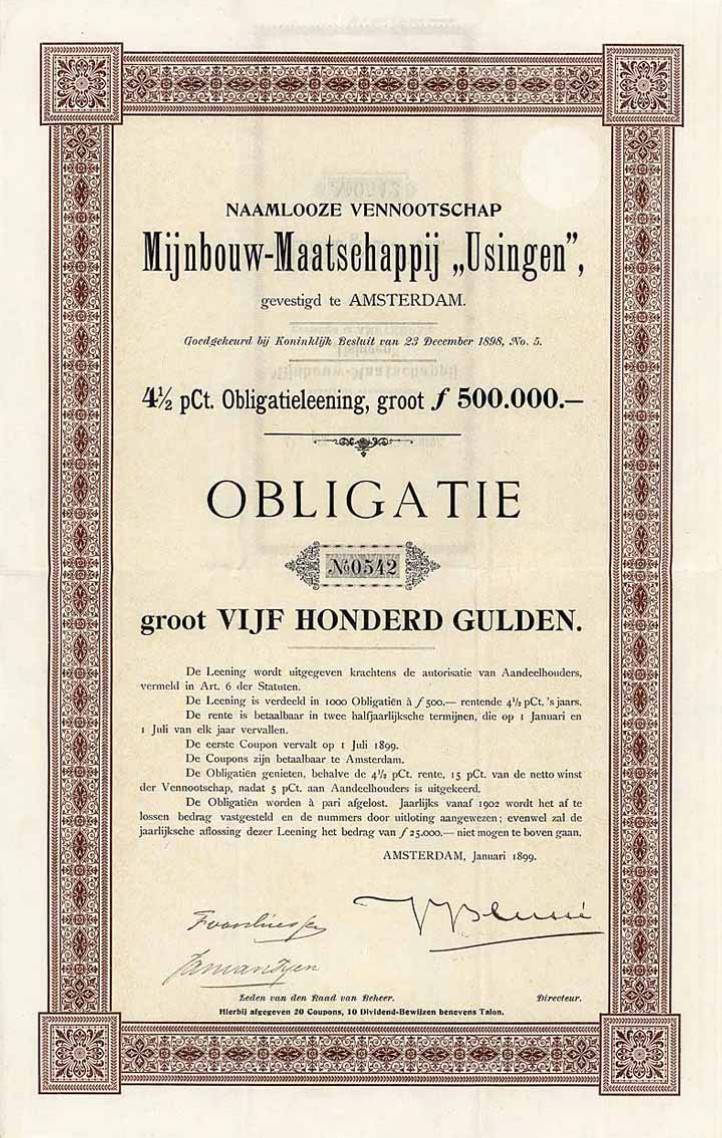 NAAMLOOZE VENNOOTSCHAP
Mijnbouw-Maatschappij „Usingen”,
gevestigd te AMSTERDAM.
Goedgekeurd bij Koninklijk Besluit van 23 December 1898, No. 5.
4½ pCt. Obligatieleening, groot f 500.000.—
OBLIGATIE
No 0542
groot VIJF HONDERD GULDEN.
De Leening wordt uitgegeven krachtens de autorisatie van Aandeelhouders,
vermeld in Art. 6 der Statuten.
De Leening is verdeeld in 1000 Obligatiën à f 500.— rentende 4½ pCt. 's jaars.
De rente is betaalbaar in twee halfjaarlijksche termijnen, die op 1 Januari en
1 Juli van elk jaar vervallen.
De eerste Coupon vervalt op 1 Juli 1899.
De Coupons zijn betaalbaar te Amsterdam.
De Obligatiën genieten, behalve de 4½ pCt. rente, 15 pCt. van de netto winst
der Vennootschap, nadat 5 pCt. aan Aandeelhouders is uitgekeerd.
De Obligatiën worden à pari afgelost. Jaarlijks vanaf 1902 wordt het af te
lossen bedrag vastgesteld en de nummers door uitloting aangewezen; evenwel zal de
jaarlijksche aflossing dezer Leening het bedrag van f 25.000.— niet mogen te boven gaan.
AMSTERDAM, Januari 1899.
Leden van den Raad van Beheer. Directeur.
Hierbij afgegeven 20 Coupons, 10 Dividend-Bewijzen benevens Talon.